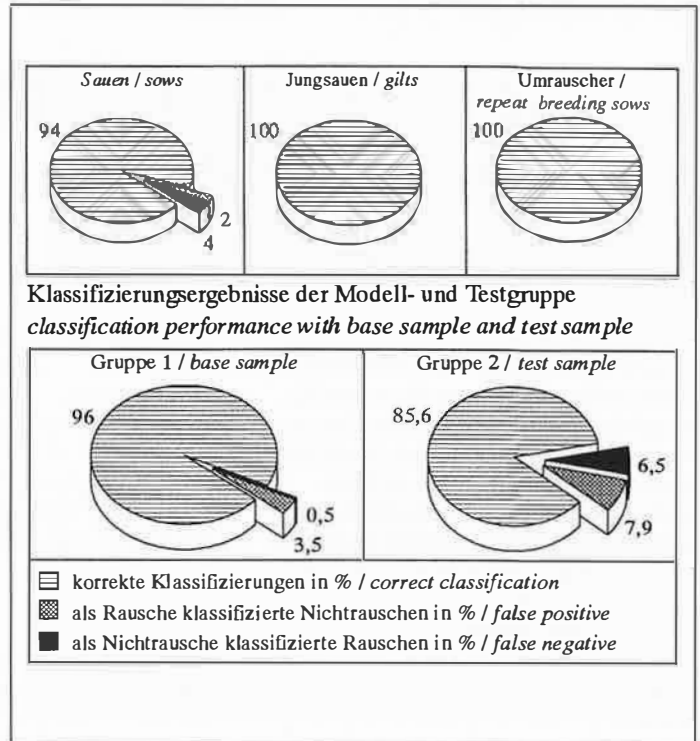 Sauen / sows
94
2
4
Jungsauen / gilts
100
Umrauscher /
repeat breeding sows
100
Klassifizierungsergebnisse der Modell- und Testgruppe
classification performance with base sample and test sample
Gruppe 1 / base sample
96
0,5
3,5
Gruppe 2 / test sample
85,6
6,5
7,9
korrekte Klassifizierungen in % / correct classification
als Rausche klassifizierte Nichtrauschen in % / false positive
als Nichtrausche klassifizierte Rauschen in % / false negative